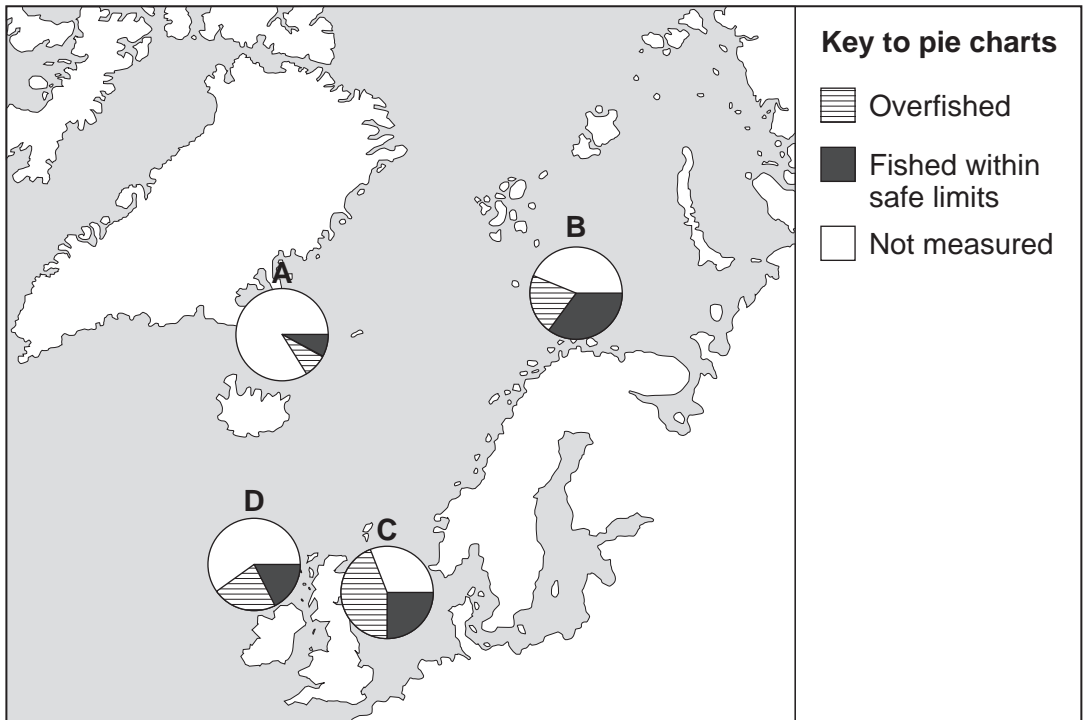 Key to pie charts
Overfished
Fished within
safe limits
Not measured
B
A
D
C